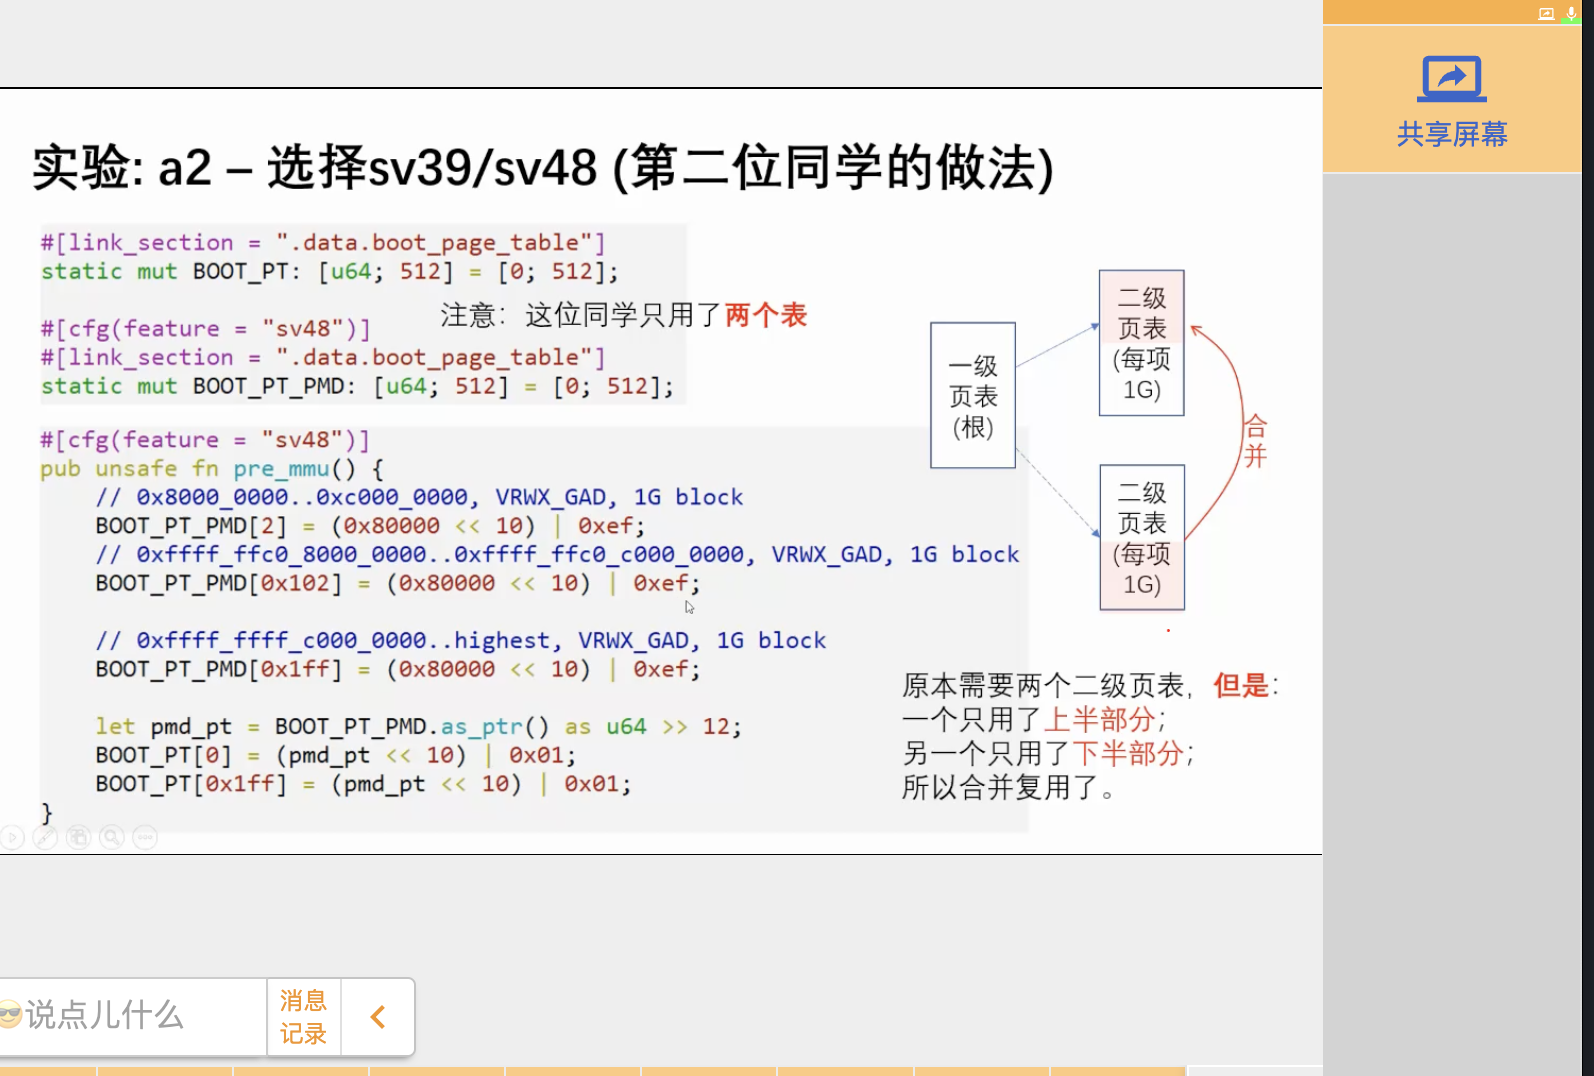 共享屏幕
实验: a2 – 选择sv39/sv48 (第二位同学的做法)
#[link_section = ".data.boot_page_table"]
static mut BOOT_PT: [u64; 512] = [0; 512];
注意：这位同学只用了两个表
#[cfg(feature = "sv48")]
#[link_section = ".data.boot_page_table"]
static mut BOOT_PT_PMD: [u64; 512] = [0; 512];
#[cfg(feature = "sv48")]
pub unsafe fn pre_mmu() {
// 0x8000_0000..0xc000_0000, VRWX_GAD, 1G block
BOOT_PT_PMD[2] = (0x80000 << 10) | 0xef;
// 0xffff_ffc0_8000_0000..0xffff_ffc0_c000_0000, VRWX_GAD, 1G block
BOOT_PT_PMD[0x102] = (0x80000 << 10) | 0xef;
// 0xffff_ffff_c000_0000..highest, VRWX_GAD, 1G block
BOOT_PT_PMD[0x1ff] = (0x80000 << 10) | 0xef;
let pmd_pt = BOOT_PT_PMD.as_ptr() as u64 >> 12;
BOOT_PT[0] = (pmd_pt << 10) | 0x01;
BOOT_PT[0x1ff] = (pmd_pt << 10) | 0x01;
}
一级
页表
(根)
二级
页表
(每项
1G)
二级
页表
(每项
1G)
合
并
原本需要两个二级页表，但是：
一个只用了上半部分；
另一个只用了下半部分；
所以合并复用了。
说点儿什么
消息
记录